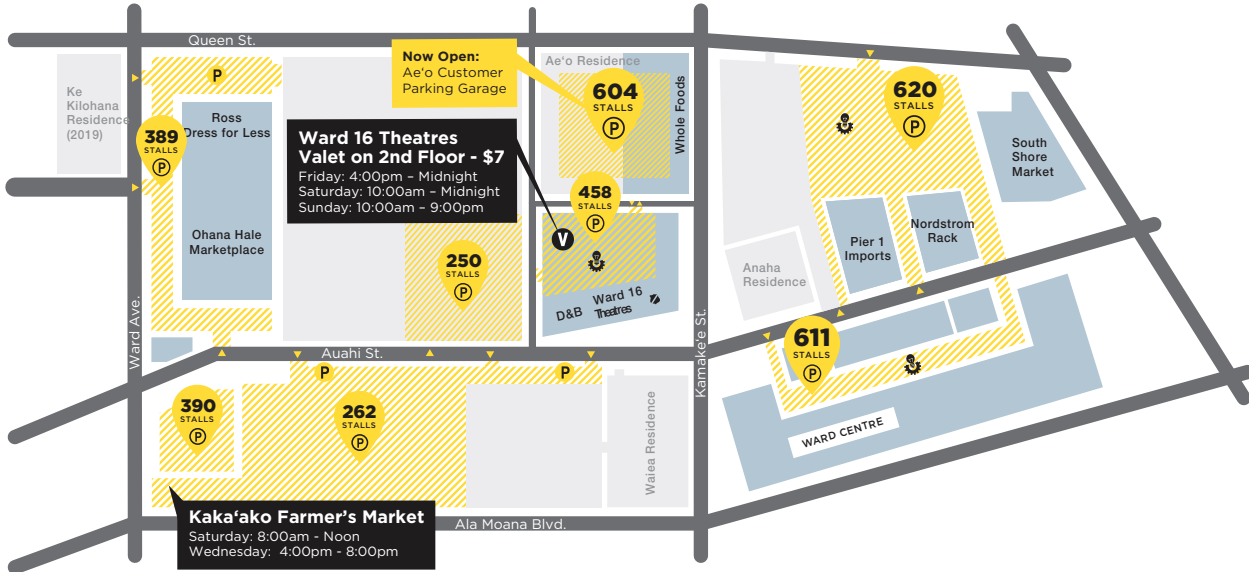 Queen St.
Ke
Kilohana
Residence
(2019)
P
Ross
Dress for Less
389
STALLS
P
Ohana Hale
Marketplace
Ward Ave.
Now Open:
Ae‘o Customer
Parking Garage
Ae‘o Residence
604
STALLS
P
Whole Foods
Ward 16 Theatres
Valet on 2nd Floor - $7
Friday: 4:00pm – Midnight
Saturday: 10:00am – Midnight
Sunday: 10:00am – 9:00pm
458
STALLS
P
V
250
STALLS
P
D&B
Ward 16
Theatres
620
STALLS
P
South
Shore
Market
Pier 1
Imports
Nordstrom
Rack
Anaha
Residence
Kamake‘e St.
611
STALLS
P
WARD CENTRE
Auahi St.
P
P
390
STALLS
P
262
STALLS
P
Waiea Residence
Kaka‘ako Farmer’s Market
Saturday: 8:00am - Noon
Wednesday: 4:00pm - 8:00pm
Ala Moana Blvd.